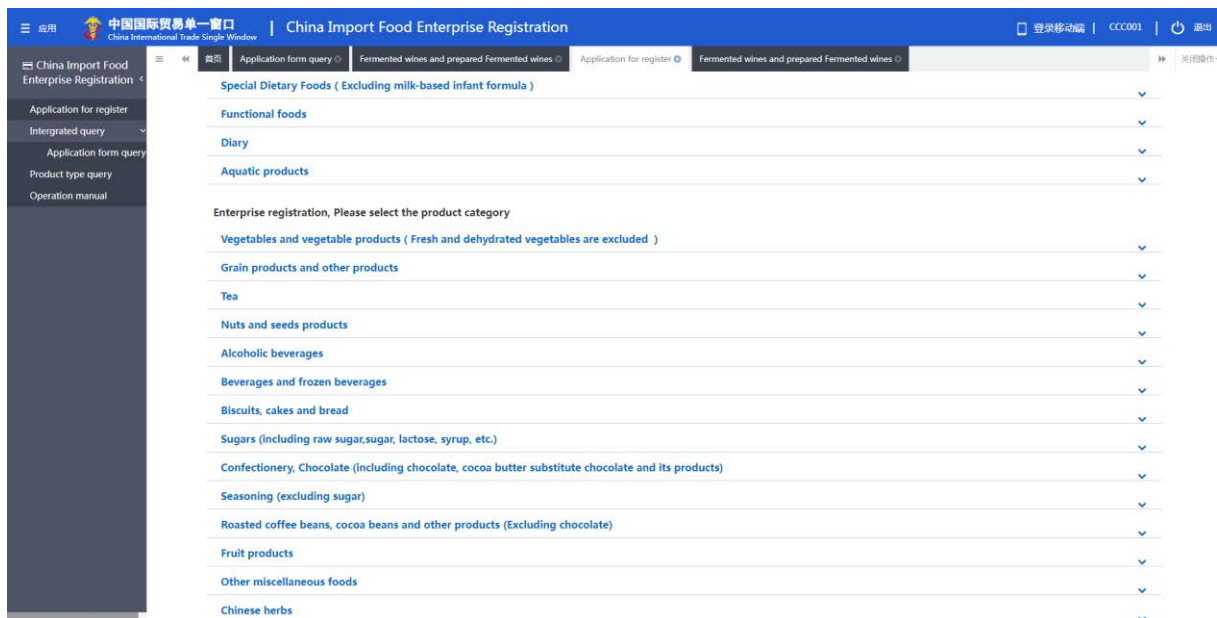 应用
中国国际贸易单一窗口
China International Trade Single Window
China Import Food Enterprise Registration
登录移动端
CCC001
退出
China Import Food
Enterprise Registration
首页
Application form query
Fermented wines and prepared Fermented wines
Application for register
Fermented wines and prepared Fermented wines
关闭操作
Application for register
Intergrated query
Application form query
Product type query
Operation manual
Special Dietary Foods ( Excluding milk-based infant formula )
Functional foods
Diary
Aquatic products
Enterprise registration, Please select the product category
Vegetables and vegetable products ( Fresh and dehydrated vegetables are excluded )
Grain products and other products
Tea
Nuts and seeds products
Alcoholic beverages
Beverages and frozen beverages
Biscuits, cakes and bread
Sugars (including raw sugar,sugar, lactose, syrup, etc.)
Confectionery, Chocolate (including chocolate, cocoa butter substitute chocolate and its products)
Seasoning (excluding sugar)
Roasted coffee beans, cocoa beans and other products (Excluding chocolate)
Fruit products
Other miscellaneous foods
Chinese herbs